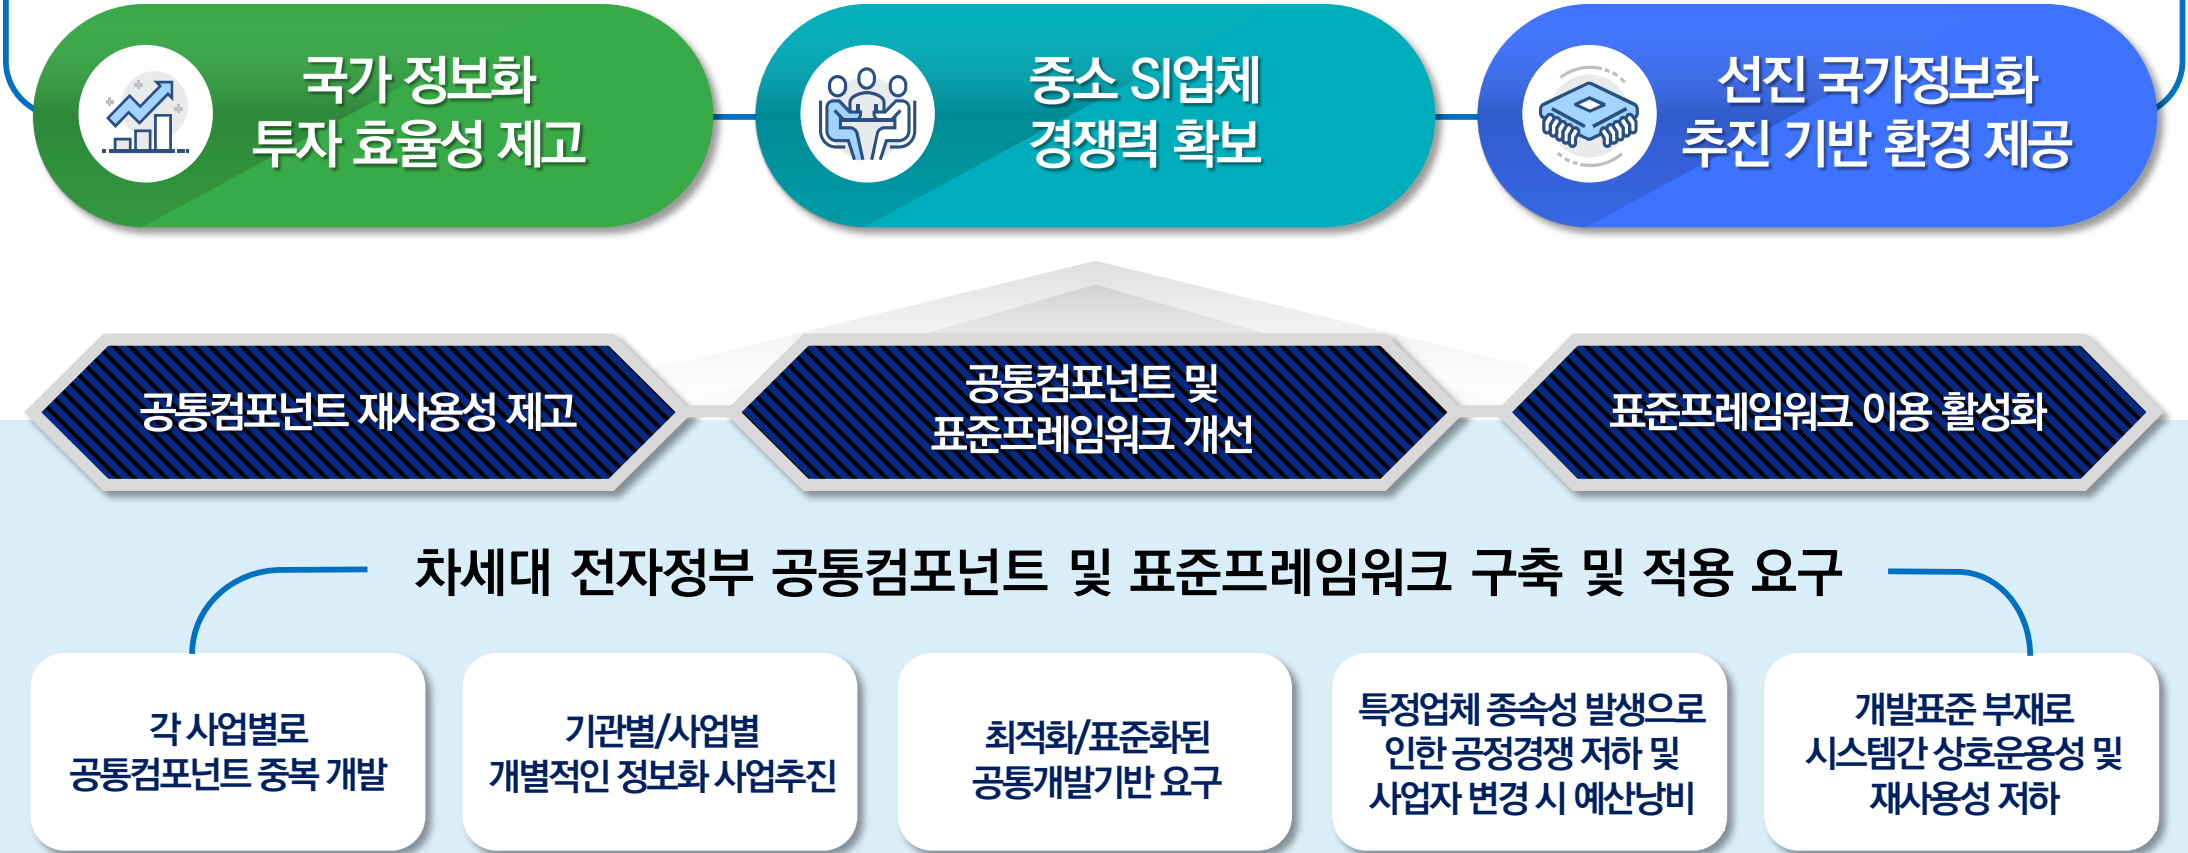 국가 정보화
투자 효율성 제고
중소 SI업체
경쟁력 확보
선진 국가정보화
추진 기반 환경 제공
공통컴포넌트 재사용성 제고
공통컴포넌트 및
표준프레임워크 개선
표준프레임워크 이용 활성화
차세대 전자정부 공통컴포넌트 및 표준프레임워크 구축 및 적용 요구
각 사업별로
공통컴포넌트 중복 개발
기관별/사업별
개별적인 정보화 사업추진
최적화/표준화된
공통개발기반 요구
특정업체 종속성 발생으로
인한 공정경쟁 저하 및
사업자 변경 시 예산낭비
개발표준 부재로
시스템간 상호운용성 및
재사용성 저하